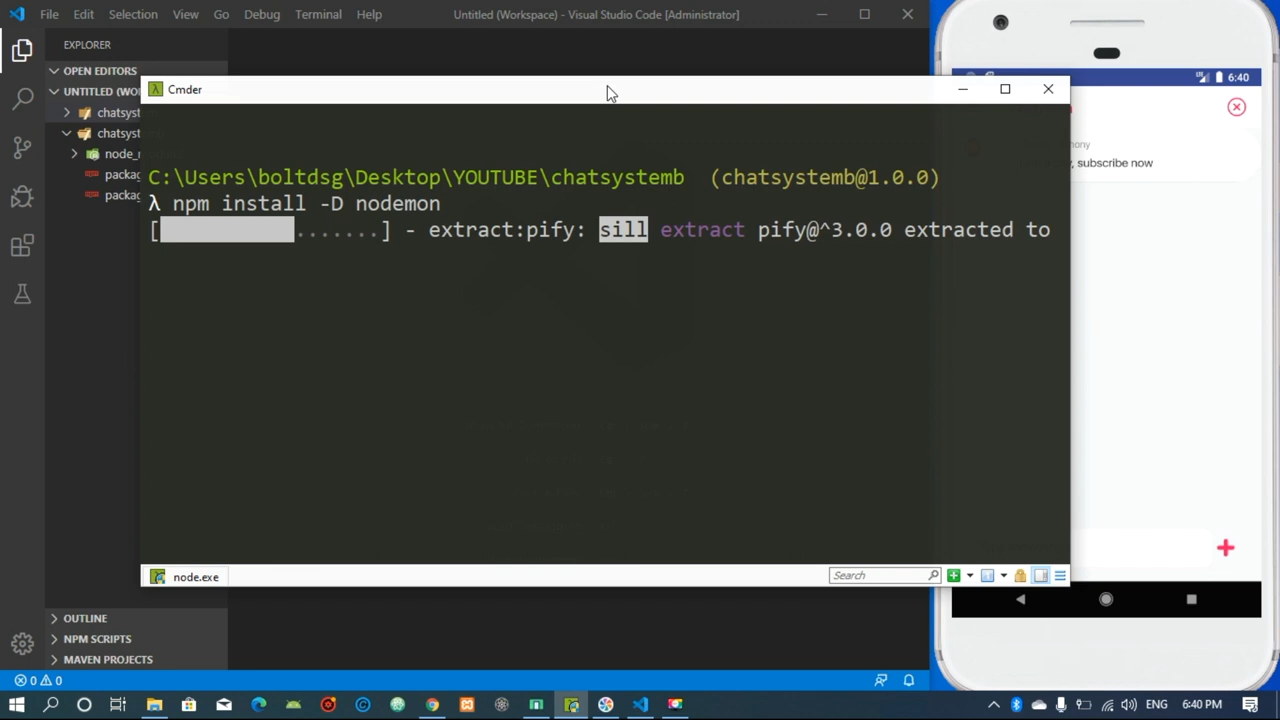 File Edit Selection View Go Debug Terminal Help
Untitled (Workspace) - Visual Studio Code [Administrator]
EXPLORER
OPEN EDITORS
UNTITLED (WO
chatsyst
chatsystem
node_m
packag
packag
OUTLINE
NPM SCRIPTS
MAVEN PROJECTS
0 0
Cmder
C:\Users\boltdsg\Desktop\YOUTUBE\chatsystemb (chatsystemb@1.0.0)
λ npm install -D nodemon
[ .......] - extract:pify: sill extract pify@^3.0.0 extracted to
node.exe
Search
6:40
subscribe now
ENG 6:40 PM